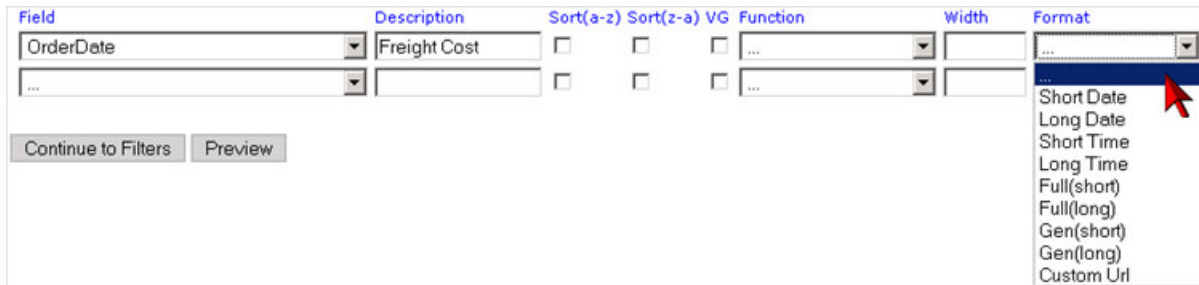 Field Description Sort(a-z) Sort(z-a) VG Function Width Format
OrderDate Freight Cost ... ...
... ... ...
Short Date
Long Date
Continue to Filters Preview Short Time
Long Time
Full(short)
Full(long)
Gen(short)
Gen(long)
Custom Url